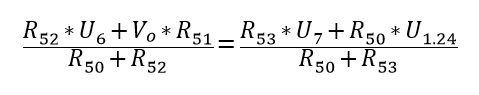 (R₅₂ * U₆ + Vₒ * R₅₁) / (R₅₀ + R₅₂) = (R₅₃ * U₇ + R₅₀ * U₁.₂₄) / (R₅₀ + R₅₃)